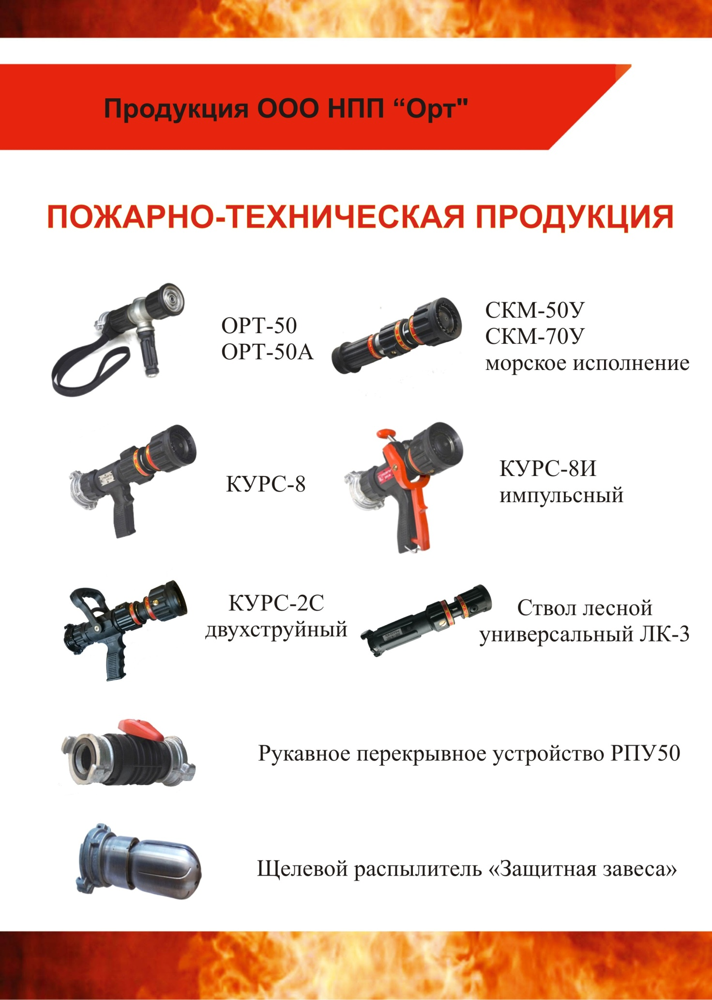 Продукция ООО НПП “Орт"
ПОЖАРНО-ТЕХНИЧЕСКАЯ ПРОДУКЦИЯ
ОРТ-50
ОРТ-50А
СКМ-50У
СКМ-70У
морское исполнение
КУРС-8
КУРС-8И
импульсный
КУРС-2С
двухструйный
Ствол лесной
универсальный ЛК-3
Рукавное перекрывное устройство РПУ50
Щелевой распылитель «Защитная завеса»